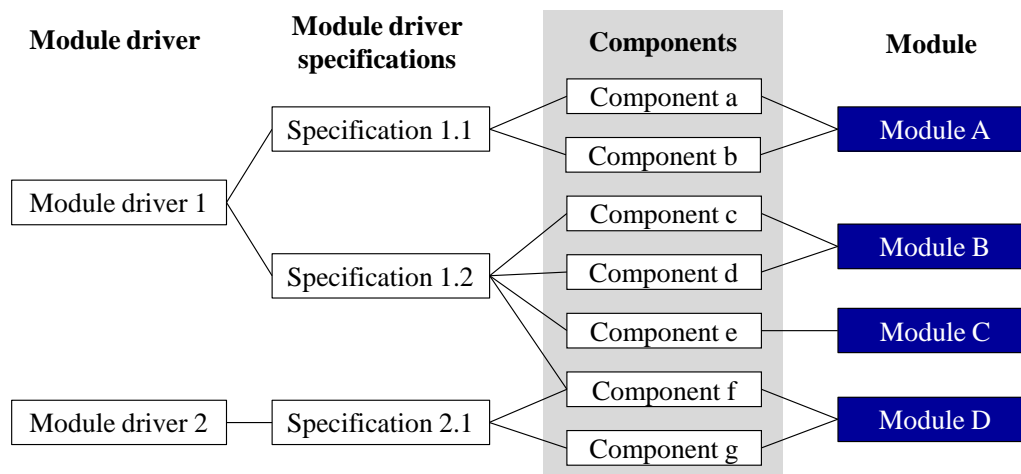 Module driver
Module driver
specifications
Components
Module
Component a
Specification 1.1
Module A
Component b
Module driver 1
Component c
Module B
Specification 1.2
Component d
Component e
Module C
Component f
Module driver 2
Specification 2.1
Module D
Component g